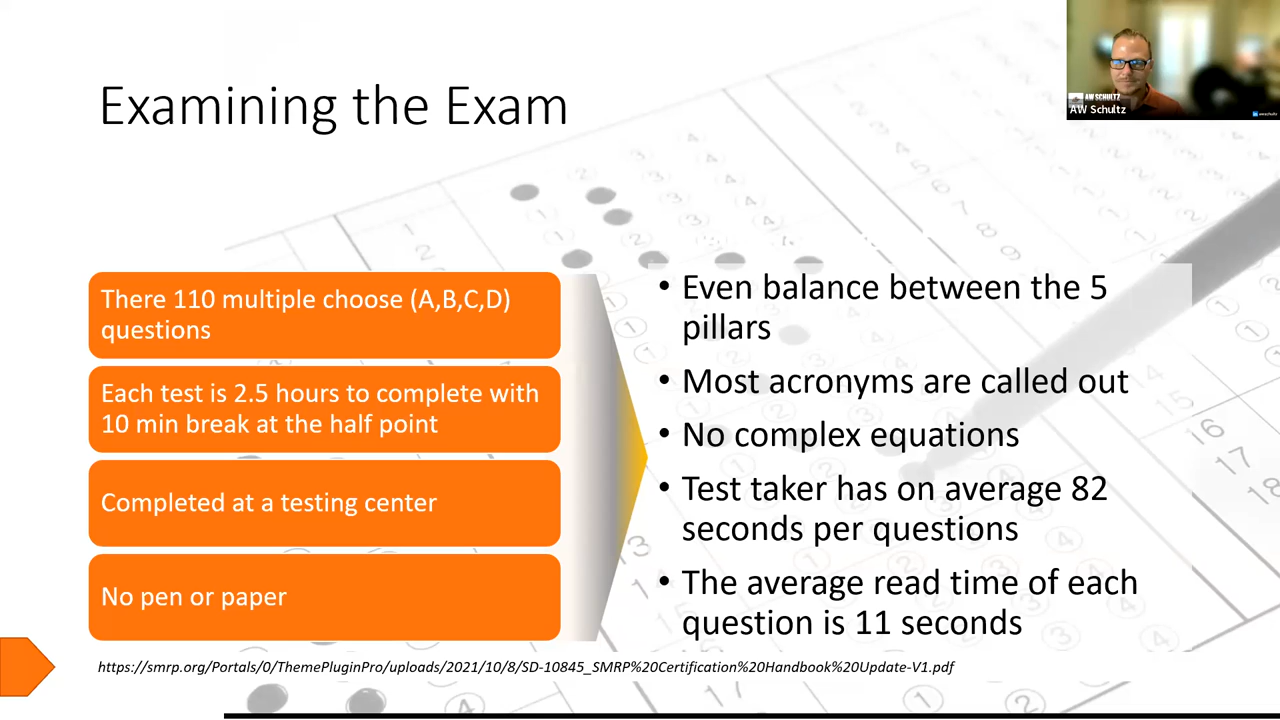 AW SCHULTZ
AW Schultz
Examining the Exam
There 110 multiple choose (A,B,C,D)
questions
Each test is 2.5 hours to complete with
10 min break at the half point
Completed at a testing center
No pen or paper
• Even balance between the 5
pillars
• Most acronyms are called out
• No complex equations
• Test taker has on average 82
seconds per questions
• The average read time of each
question is 11 seconds
https://smrp.org/Portals/0/ThemePluginPro/uploads/2021/10/8/SD-10845_SMRP%20Certification%20Handbook%20Update-V1.pdf